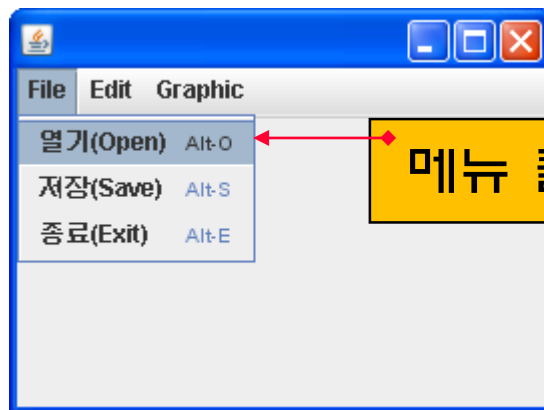 File Edit Graphic
열기(Open) Alt-O
저장(Save) Alt-S
종료(Exit) Alt-E
메뉴